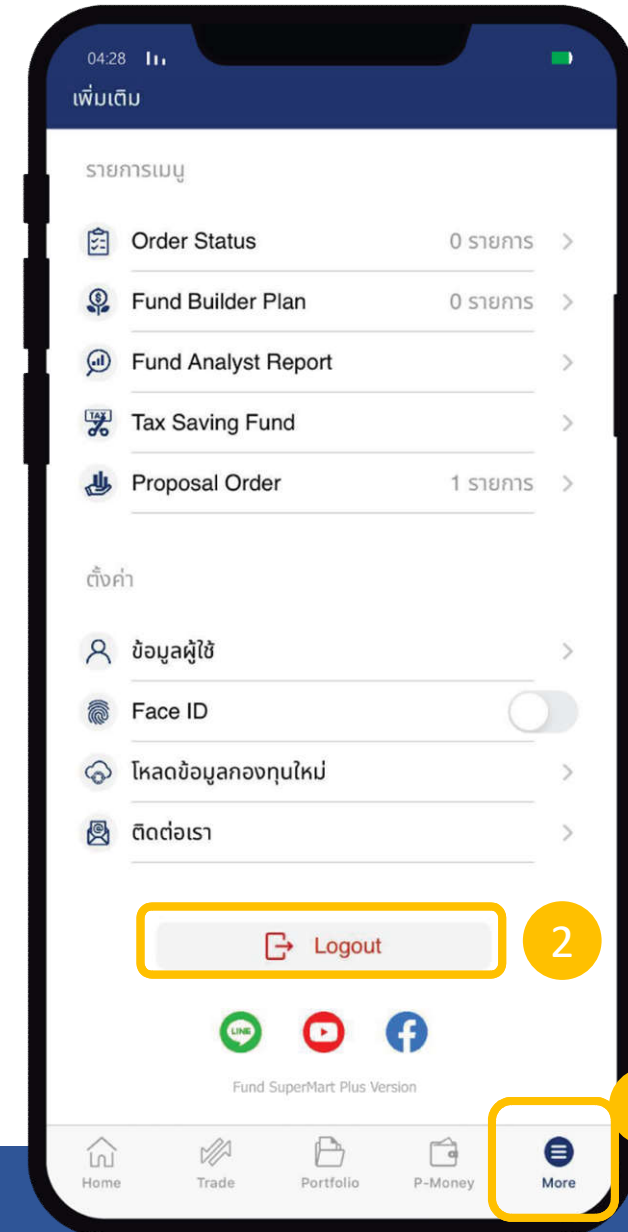 04:28
เพิ่มเติม
รายการเมนู
Order Status 0 รายการ
Fund Builder Plan 0 รายการ
Fund Analyst Report
TAX Tax Saving Fund
Proposal Order 1 รายการ
ตั้งค่า
ข้อมูลผู้ใช้
Face ID
โหลดข้อมูลกองทุนใหม่
ติดต่อเรา
Logout 2
LINE
Fund SuperMart Plus Version
Home Trade Portfolio P-Money More